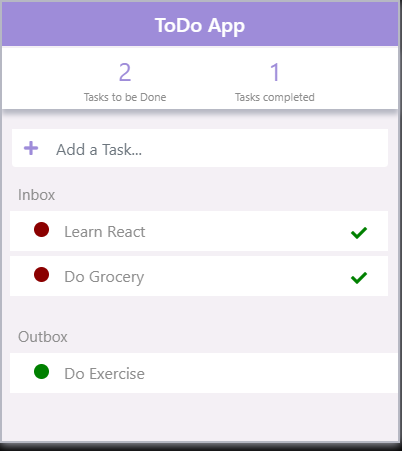 ToDo App
2 1
Tasks to be Done Tasks completed
Add a Task...
Inbox
Learn React
Do Grocery
Outbox
Do Exercise